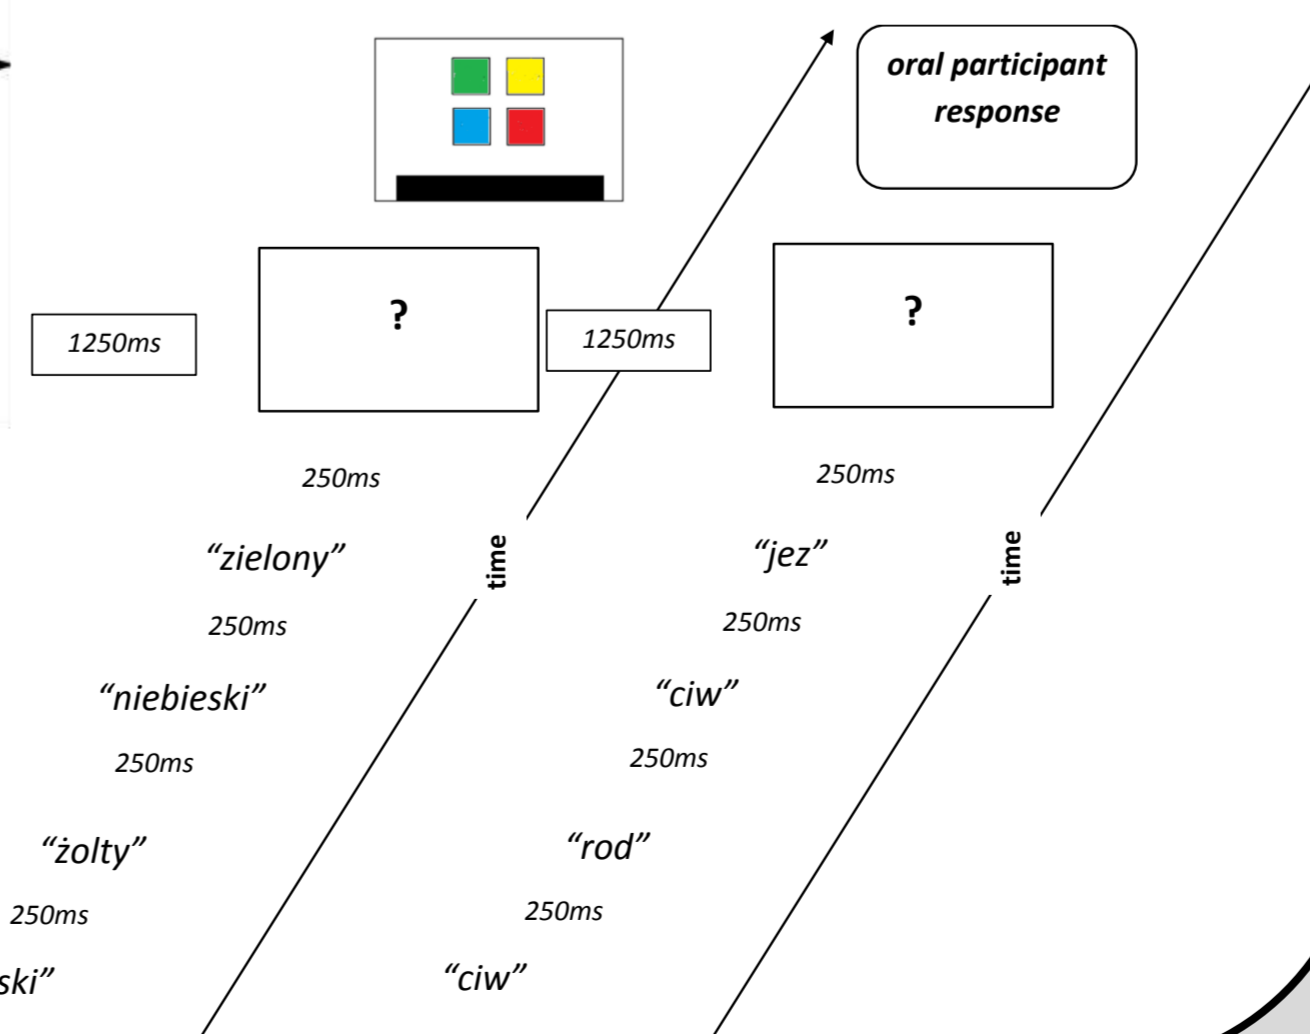 oral participant
response
?
?
1250ms
1250ms
250ms
250ms
“zielony”
“jez”
time
time
250ms
250ms
“niebieski”
“ciw”
250ms
250ms
“żolty”
“rod”
250ms
250ms
ski”
“ciw”